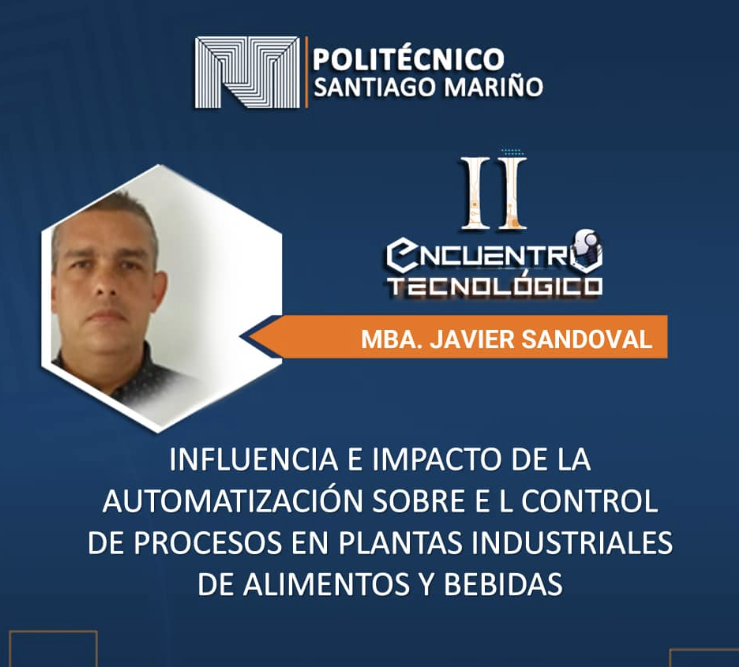 POLITÉCNICO
SANTIAGO MARIÑO
II
ENCUENTRO
TECNOLÓGICO
MBA. JAVIER SANDOVAL
INFLUENCIA E IMPACTO DE LA
AUTOMATIZACIÓN SOBRE E L CONTROL
DE PROCESOS EN PLANTAS INDUSTRIALES
DE ALIMENTOS Y BEBIDAS